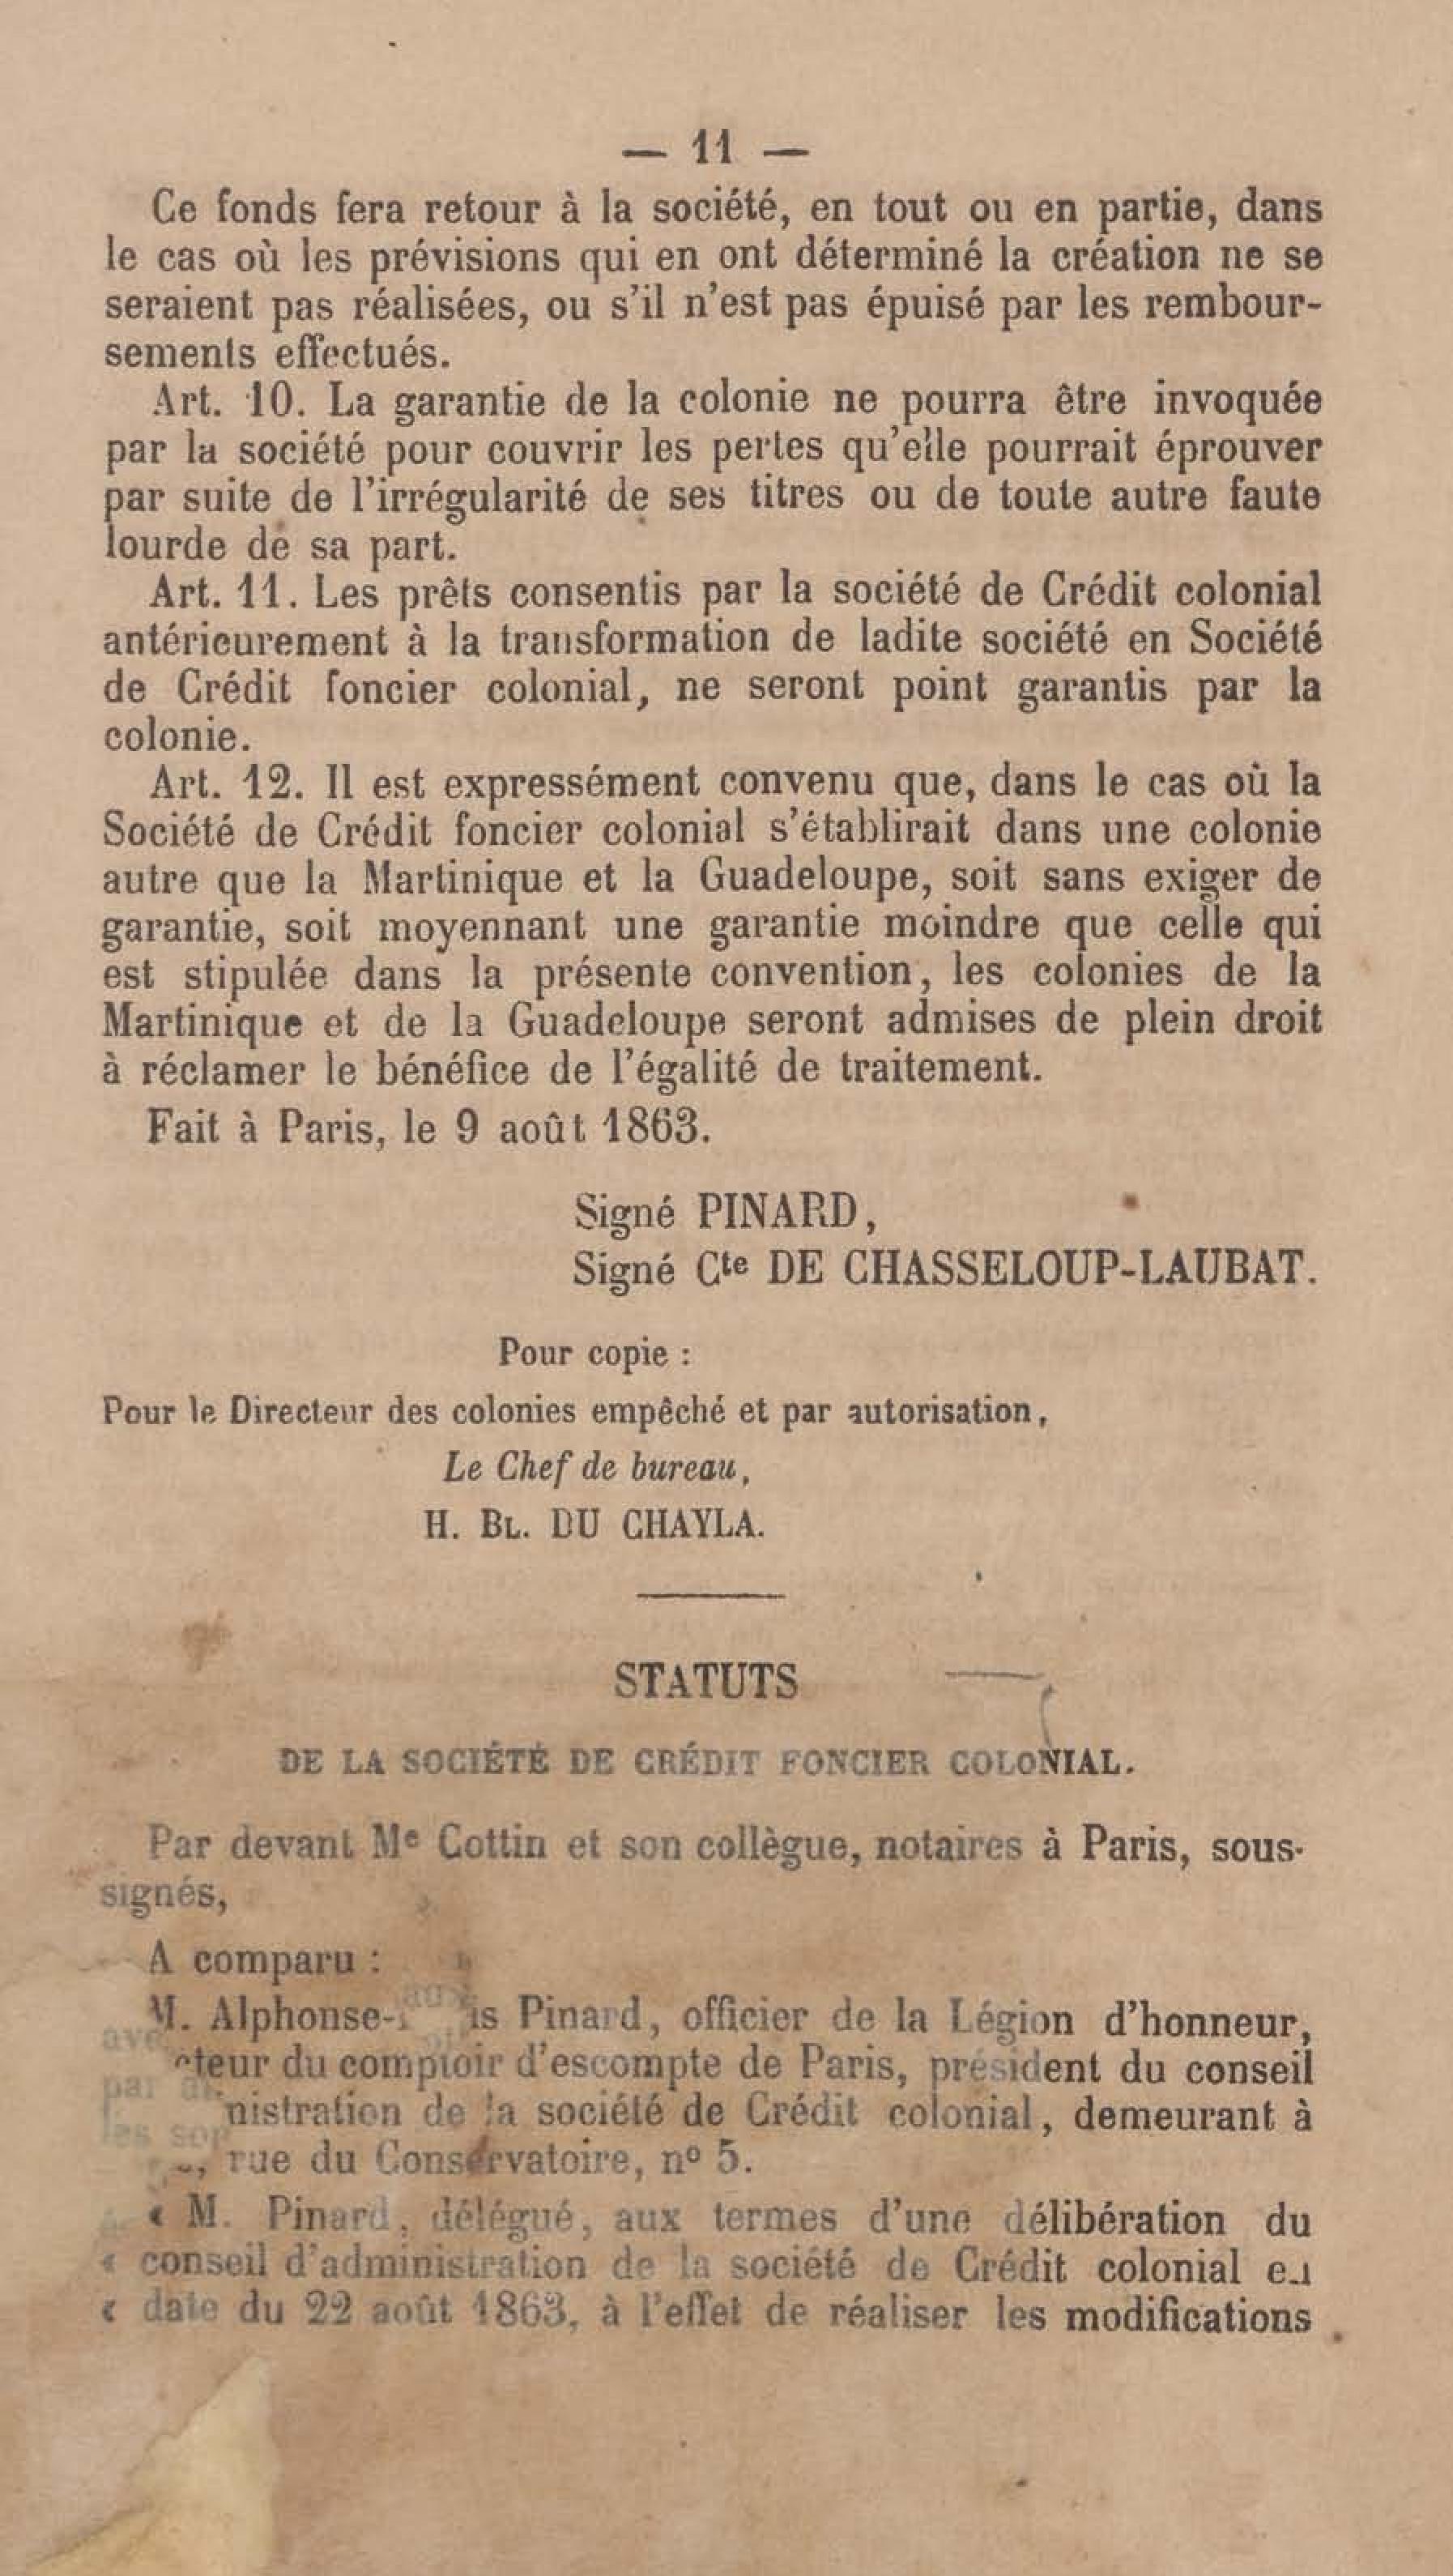 — 11 —
Ce fonds fera retour à la société, en tout ou en partie, dans
le cas où les prévisions qui en ont déterminé la création ne se
seraient pas réalisées, ou s'il n'est pas épuisé par les rembour-
sements effectués.
Art. 10. La garantie de la colonie ne pourra être invoquée
par la société pour couvrir les pertes qu'elle pourrait éprouver
par suite de l'irrégularité de ses titres ou de toute autre faute
lourde de sa part.
Art. 11. Les prêts consentis par la société de Crédit colonial
antérieurement à la transformation de ladite société en Société
de Crédit foncier colonial, ne seront point garantis par la
colonie.
Art. 12. Il est expressément convenu que, dans le cas où la
Société de Crédit foncier colonial s'établirait dans une colonie
autre que la Martinique et la Guadeloupe, soit sans exiger de
garantie, soit moyennant une garantie moindre que celle qui
est stipulée dans la présente convention, les colonies de la
Martinique et de la Guadeloupe seront admises de plein droit
à réclamer le bénéfice de l'égalité de traitement.
Fait à Paris, le 9 août 1863.
Signé PINARD,
Signé Cte DE CHASSELOUP-LAUBAT.
Pour copie :
Pour le Directeur des colonies empêché et par autorisation,
Le Chef de bureau,
H. BL. DU CHAYLA.
STATUTS
DE LA SOCIÉTÉ DE CRÉDIT FONCIER COLONIAL.
Par devant Me Cottin et son collègue, notaires à Paris, sous-
signés,
A comparu :
M. Alphonse- is Pinard, officier de la Légion d'honneur,
cteur du comptoir d'escompte de Paris, président du conseil
nistration de la société de Crédit colonial, demeurant à
, rue du Conservatoire, no 5.
« M. Pinard, délégué, aux termes d'une délibération du
« conseil d'administration de la société de Crédit colonial en
« date du 22 août 1863, à l'effet de réaliser les modifications